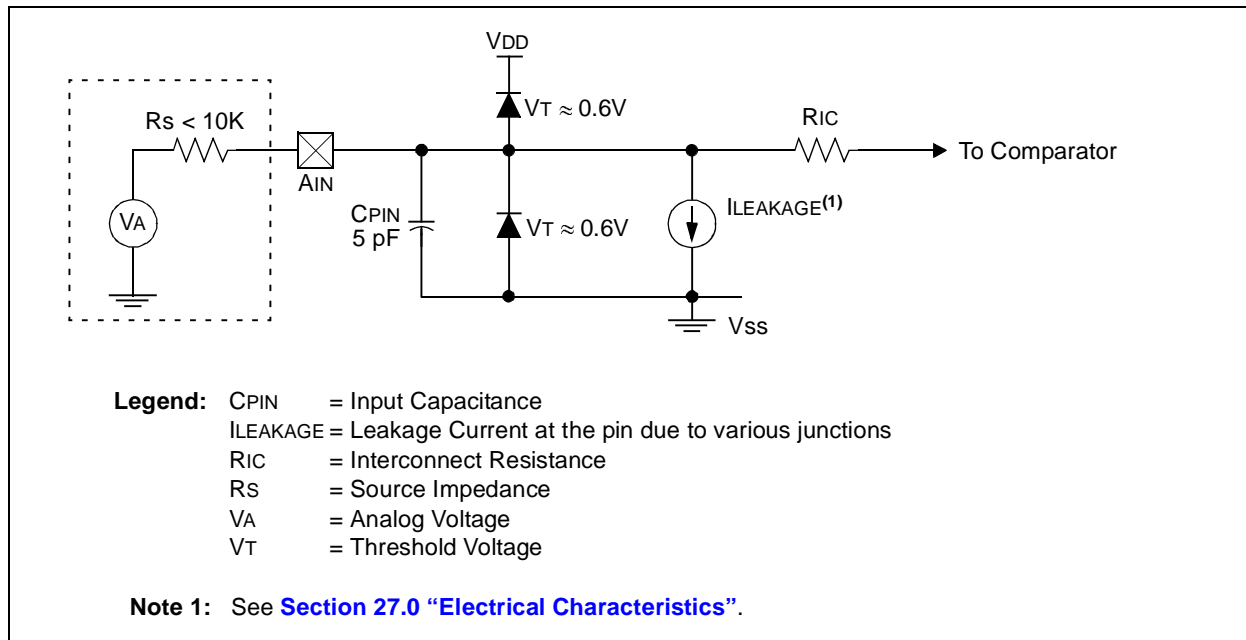 VDD
VT ≈ 0.6V
Rs < 10K
RIC
To Comparator
AIN
CPIN
5 pF
VT ≈ 0.6V
ILEAKAGE(1)
VA
Vss
Legend: CPIN = Input Capacitance
ILEAKAGE = Leakage Current at the pin due to various junctions
RIC = Interconnect Resistance
RS = Source Impedance
VA = Analog Voltage
VT = Threshold Voltage
Note 1: See Section 27.0 “Electrical Characteristics”.